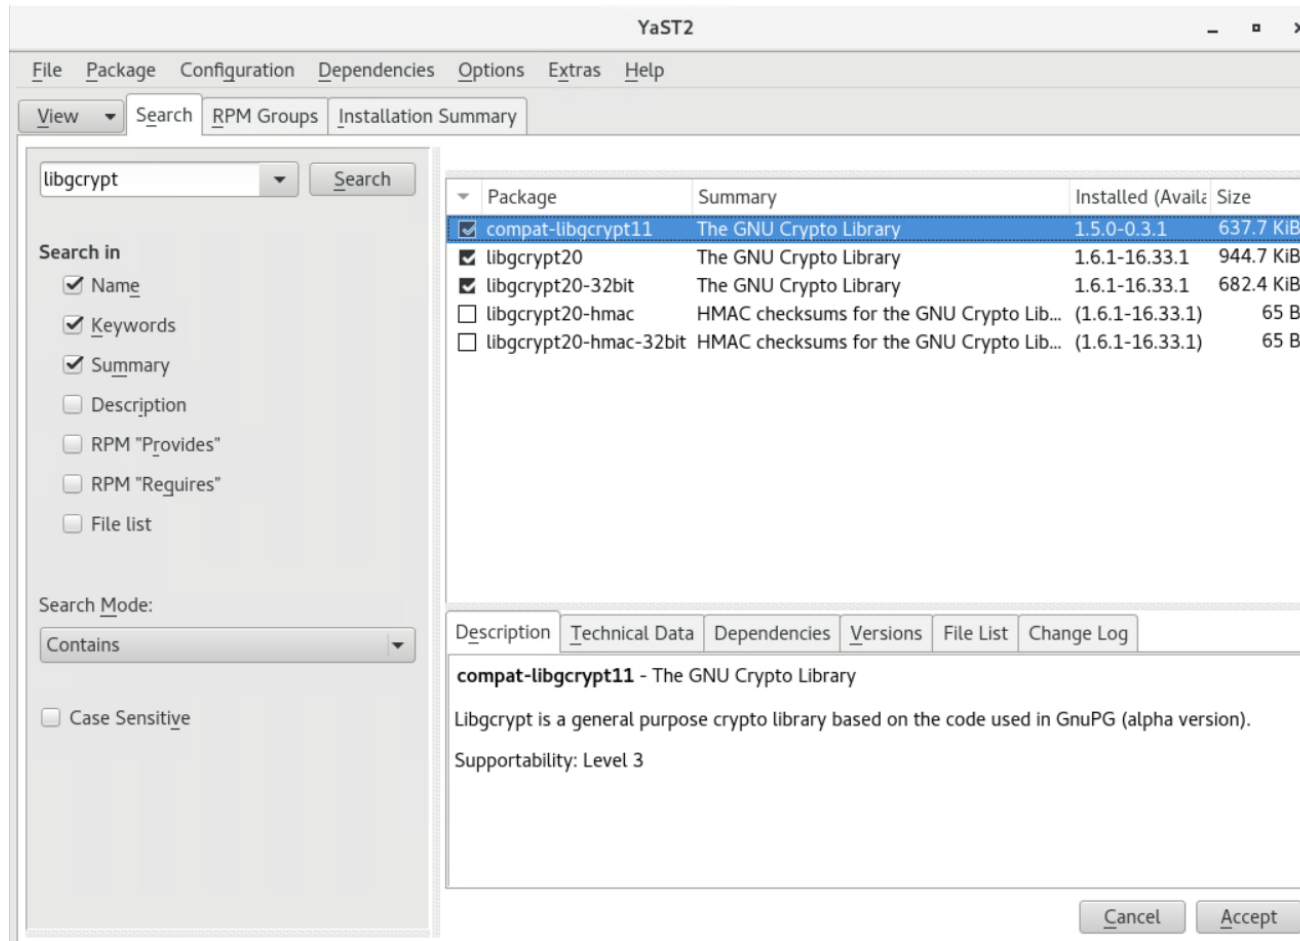 YaST2
File Package Configuration Dependencies Options Extras Help
View Search RPM Groups Installation Summary
libgcrypt Search
Search in
Name
Keywords
Summary
Description
RPM "Provides"
RPM "Requires"
File list
Search Mode:
Contains
Case Sensitive
Package Summary Installed (Availa Size
compat-libgcrypt11 The GNU Crypto Library 1.5.0-0.3.1 637.7 KiB
libgcrypt20 The GNU Crypto Library 1.6.1-16.33.1 944.7 KiB
libgcrypt20-32bit The GNU Crypto Library 1.6.1-16.33.1 682.4 KiB
libgcrypt20-hmac HMAC checksums for the GNU Crypto Lib... (1.6.1-16.33.1) 65 B
libgcrypt20-hmac-32bit HMAC checksums for the GNU Crypto Lib... (1.6.1-16.33.1) 65 B
Description Technical Data Dependencies Versions File List Change Log
compat-libgcrypt11 - The GNU Crypto Library
Libgcrypt is a general purpose crypto library based on the code used in GnuPG (alpha version).
Supportability: Level 3
Cancel Accept